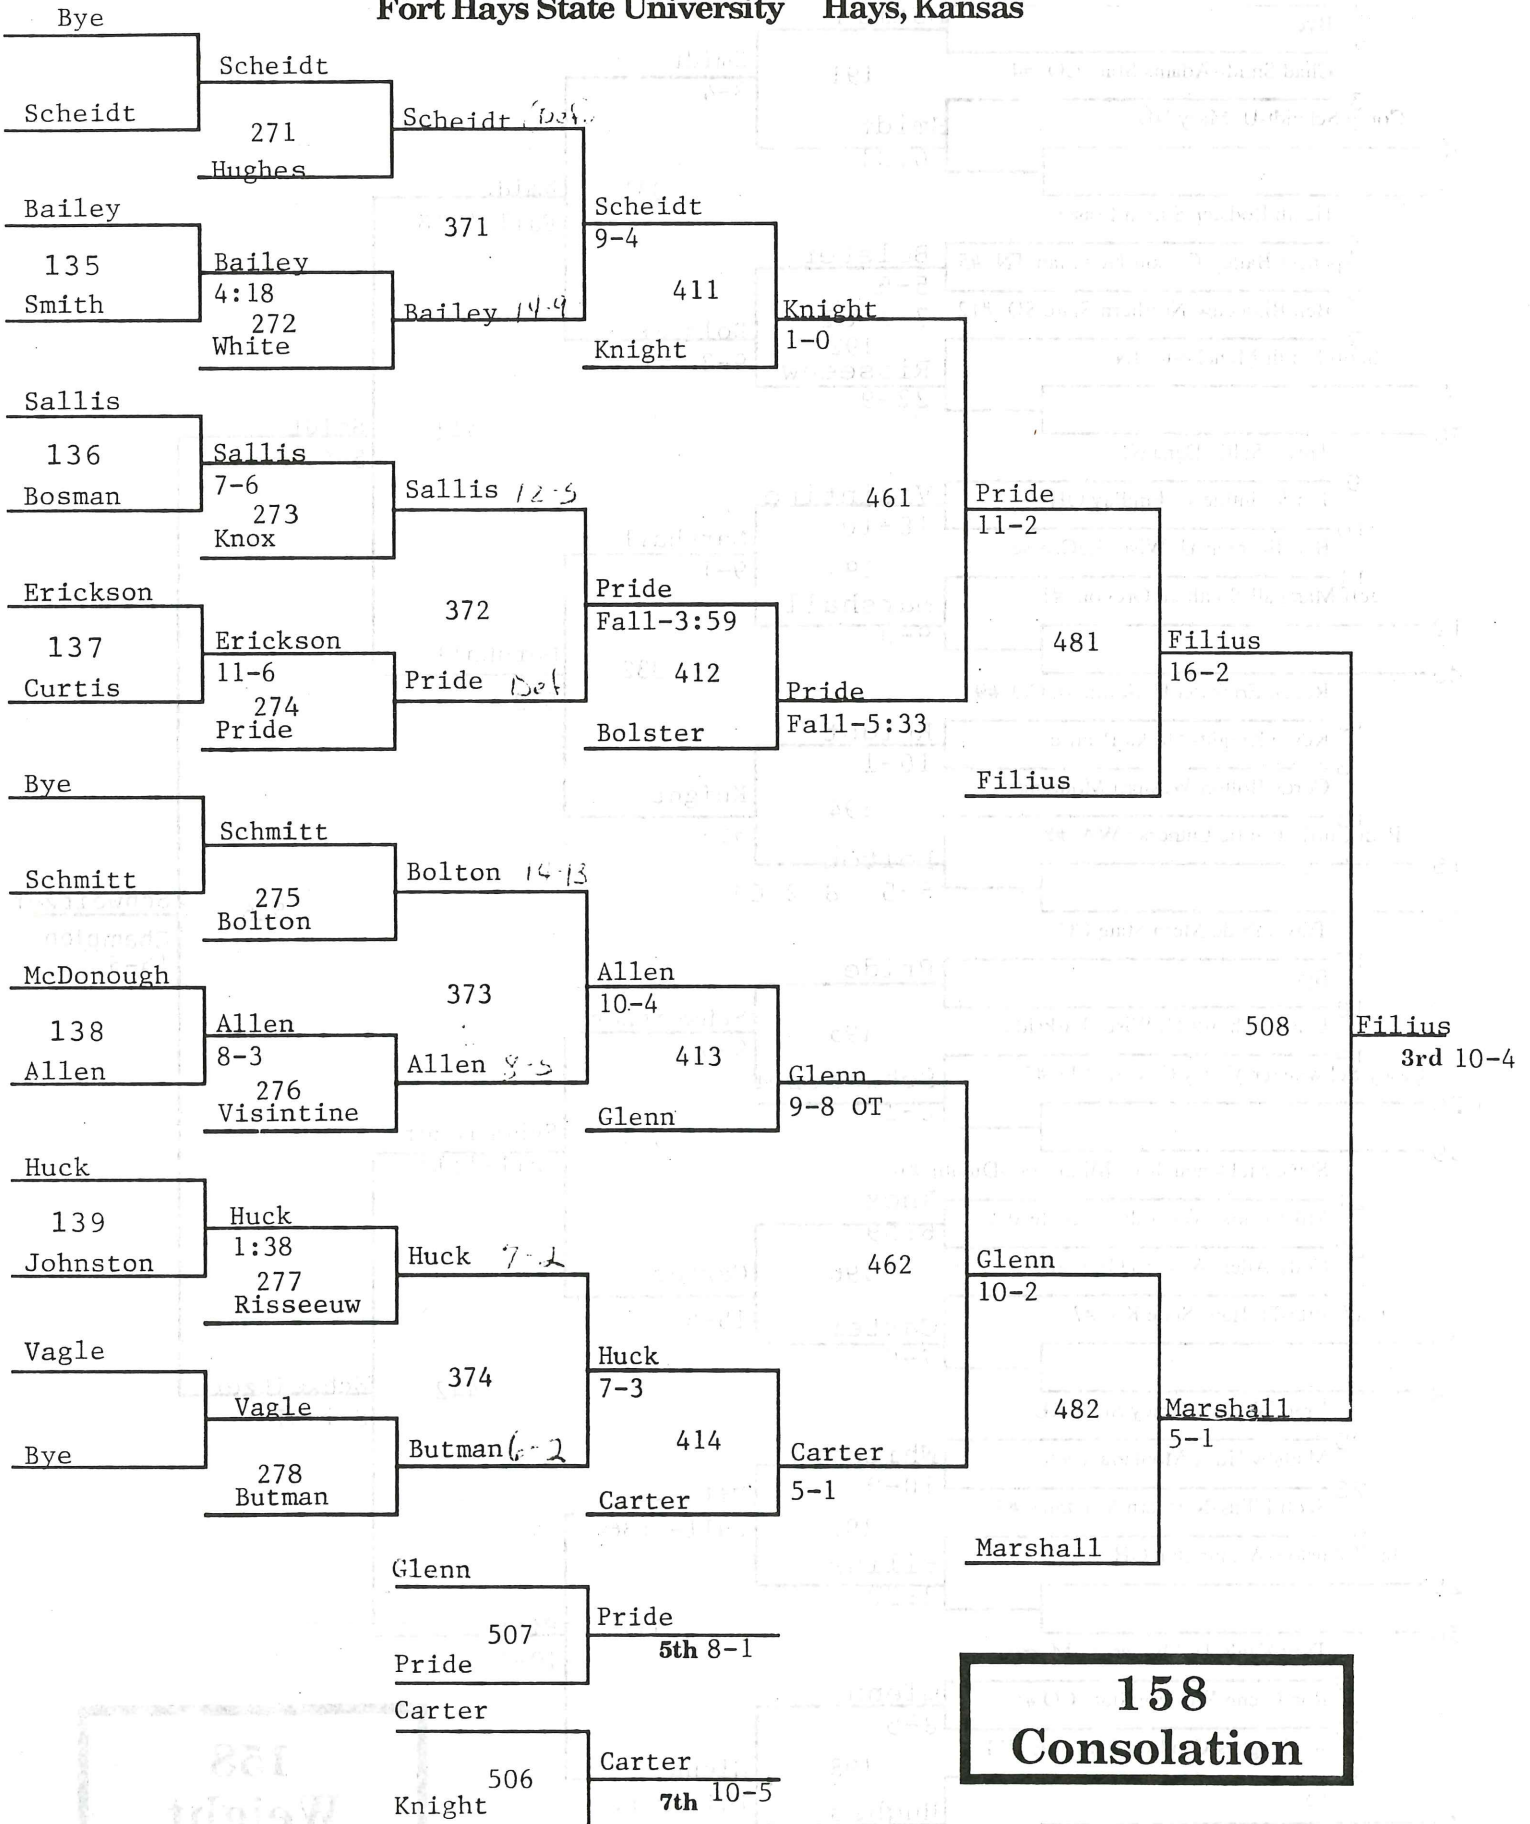 Fort Hays State University Hays, Kansas
Bye
Scheidt
Scheidt
271
Hughes
Scheidt (Def.)
Bailey
135
Smith
Bailey
4:18
272
White
Bailey 14-9
371
Scheidt
9-4
411
Knight
Knight
1-0
Sallis
136
Bosman
Sallis
7-6
273
Knox
Sallis 12-5
Erickson
137
Curtis
Erickson
11-6
274
Pride
Pride Def
372
Pride
Fall-3:59
412
Bolster
Pride
Fall-5:33
461
Pride
11-2
481
Filius
Filius
16-2
Bye
Schmitt
Schmitt
275
Bolton
Bolton 14-13
McDonough
138
Allen
Allen
8-3
276
Visintine
Allen 8-5
373
Allen
10-4
413
Glenn
Glenn
9-8 OT
Huck
139
Johnston
Huck
1:38
277
Risseeuw
Huck 7-2
Vagle
Bye
Vagle
278
Butman
Butman 6-2
374
Huck
7-3
414
Carter
Carter
5-1
462
Glenn
10-2
482
Marshall
Marshall
5-1
508
Filius
3rd 10-4
Glenn
507
Pride
Pride
5th 8-1
Carter
506
Knight
Carter
7th 10-5
158
Consolation